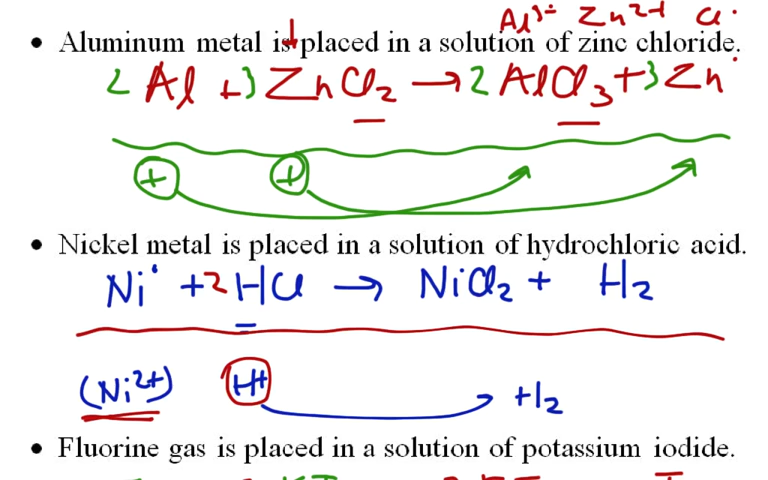 Al3+ Zn2+ Cl-
• Aluminum metal is placed in a solution of zinc chloride.
2 Al + 3 ZnCl2 → 2 AlCl3 + 3 Zn
+ +
• Nickel metal is placed in a solution of hydrochloric acid.
Ni + 2 HCl → NiCl2 + H2
(Ni2+) H+ H2
• Fluorine gas is placed in a solution of potassium iodide.